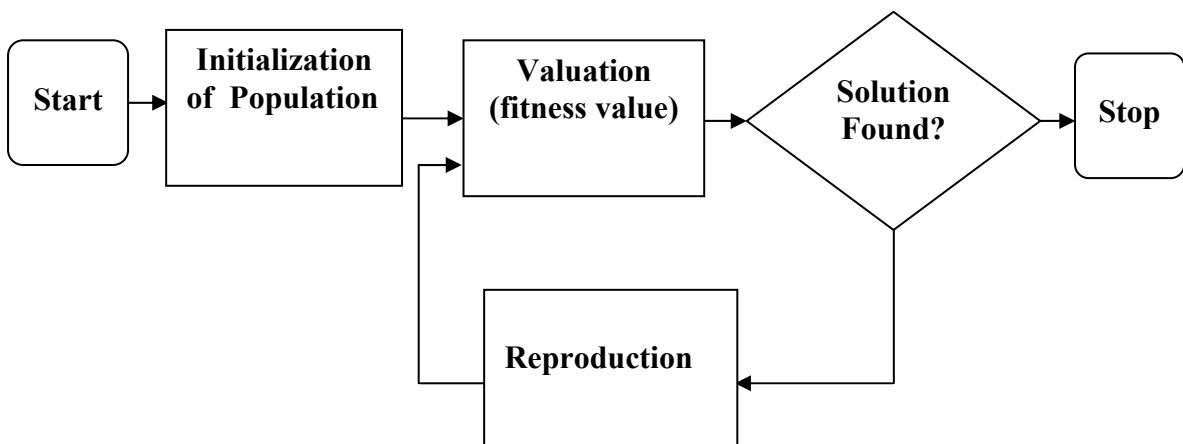 Start
Initialization
of Population
Valuation
(fitness value)
Solution
Found?
Stop
Reproduction